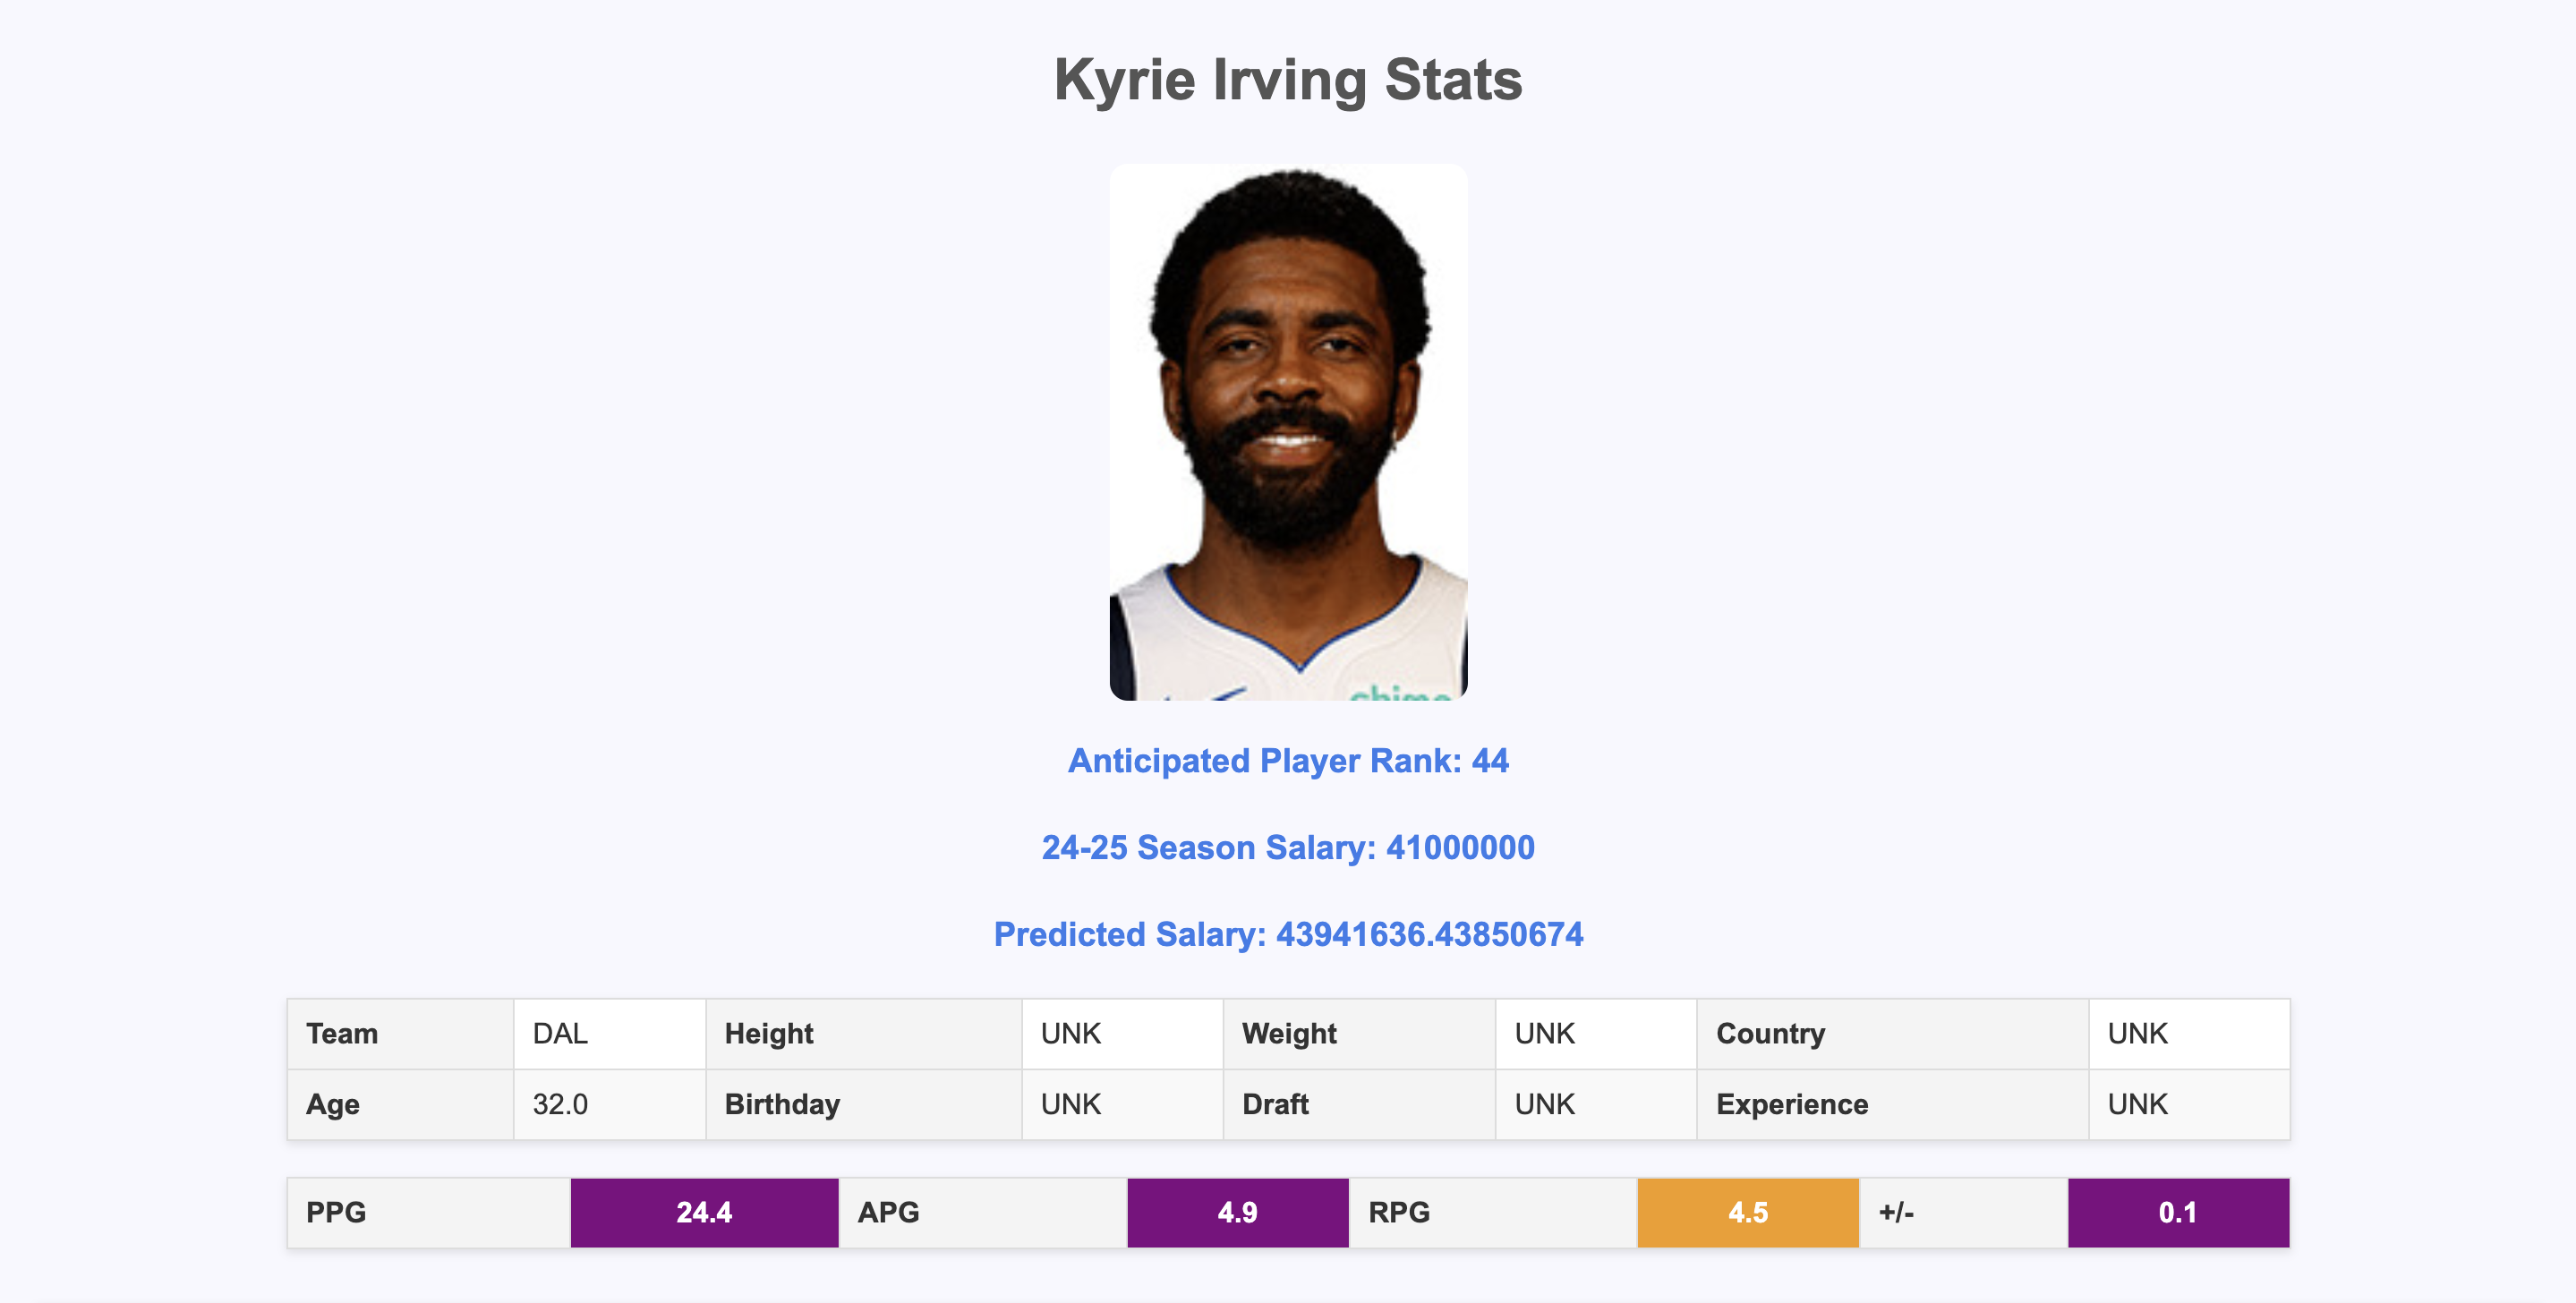 Kyrie Irving Stats
Anticipated Player Rank: 44
24-25 Season Salary: 41000000
Predicted Salary: 43941636.43850674
Team DAL Height UNK Weight UNK Country UNK
Age 32.0 Birthday UNK Draft UNK Experience UNK
PPG 24.4 APG 4.9 RPG 4.5 +/- 0.1